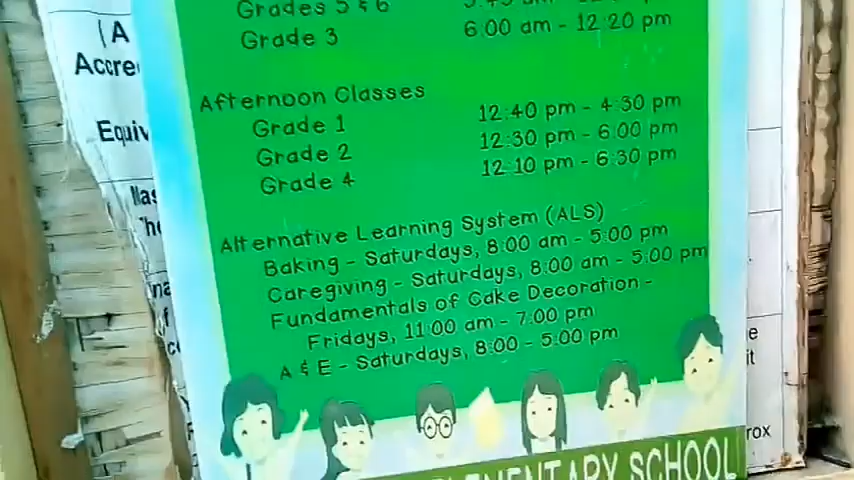 (A
Accre
Equiv
Grades 5 & 6
Grade 3 6:00 am - 12:20 pm
Afternoon Classes
Grade 1 12:40 pm - 4:30 pm
Grade 2 12:30 pm - 6:00 pm
Grade 4 12:10 pm - 6:30 pm
Alternative Learning System (ALS)
Baking - Saturdays, 8:00 am - 5:00 pm
Caregiving - Saturdays, 8:00 am - 5:00 pm
Fundamentals of Cake Decoration -
Fridays, 11:00 am - 7:00 pm
A & E - Saturdays, 8:00 - 5:00 pm
ELEMENTARY SCHOOL